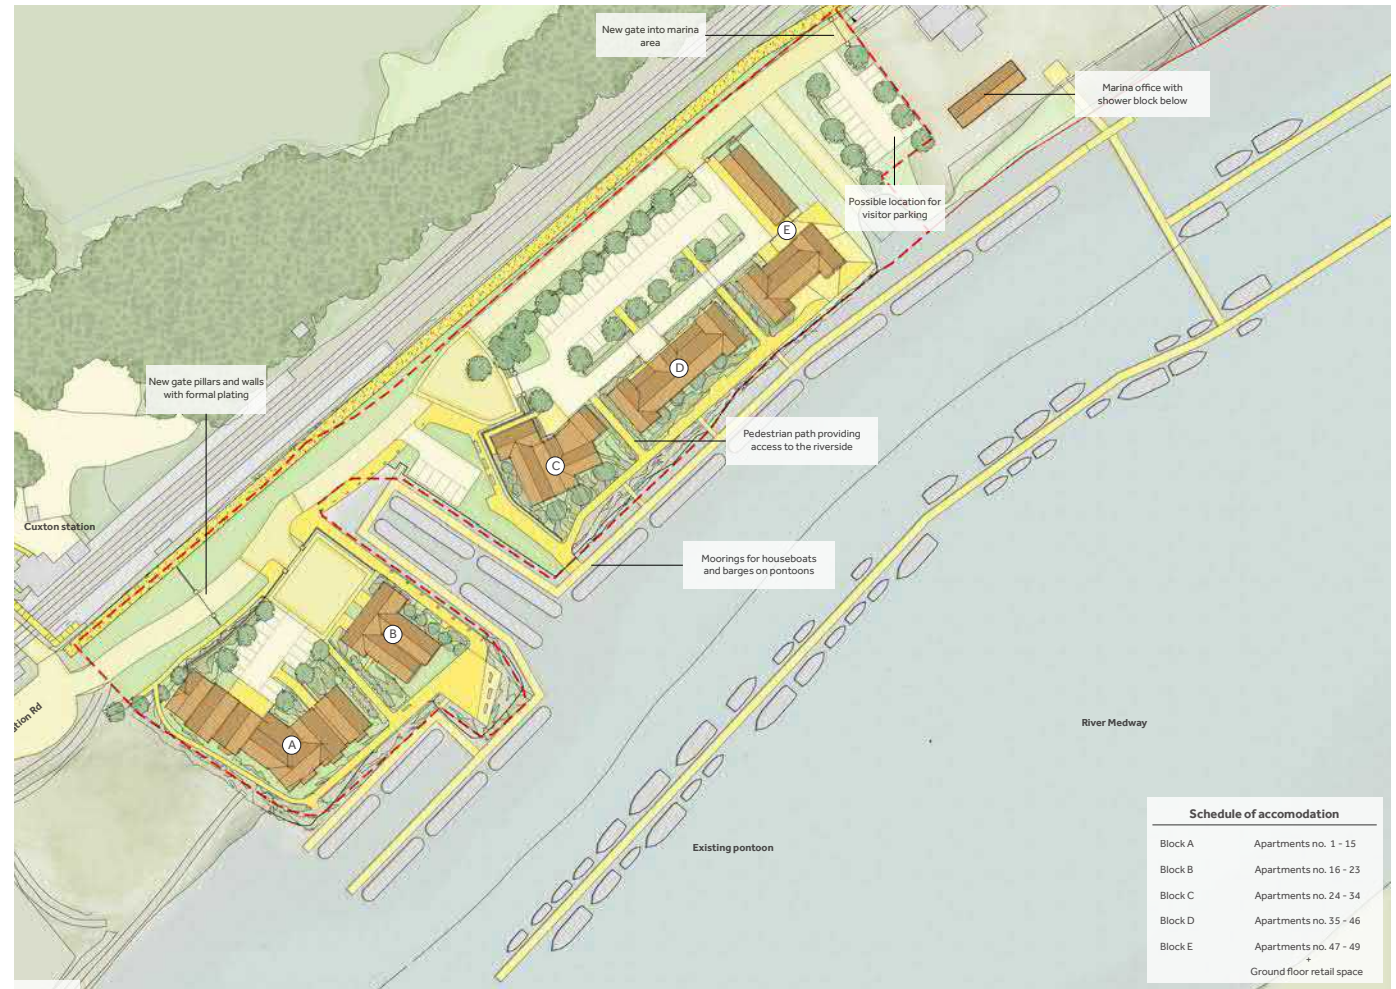 New gate into marina
area
Marina office with
shower block below
Possible location for
visitor parking
E
D
New gate pillars and walls
with formal plating
Pedestrian path providing
access to the riverside
C
Cuxton station
Moorings for houseboats
and barges on pontoons
B
ation Rd
A
River Medway
Existing pontoon
Schedule of accomodation
Block A Apartments no. 1 - 15
Block B Apartments no. 16 - 23
Block C Apartments no. 24 - 34
Block D Apartments no. 35 - 46
Block E Apartments no. 47 - 49
+
Ground floor retail space